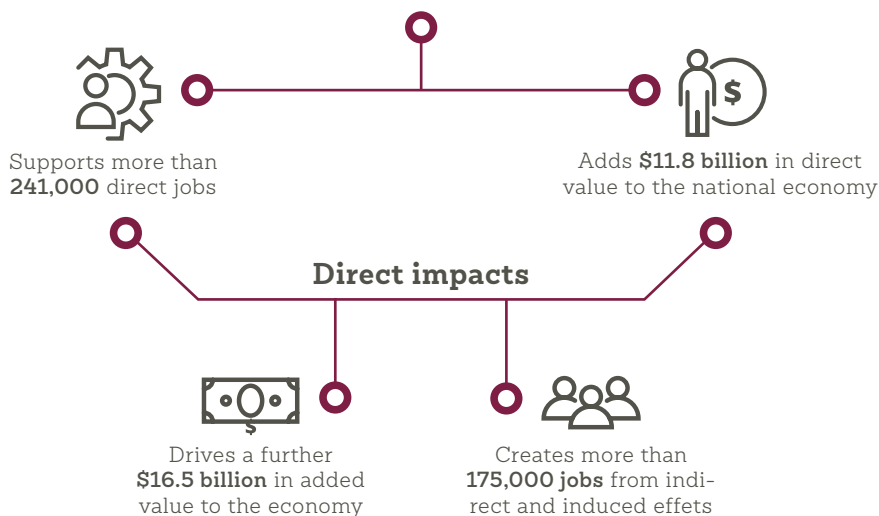 $
Supports more than
241,000 direct jobs
Adds $11.8 billion in direct
value to the national economy
Direct impacts
$
Drives a further
$16.5 billion in added
value to the economy
Creates more than
175,000 jobs from indi-
rect and induced effets